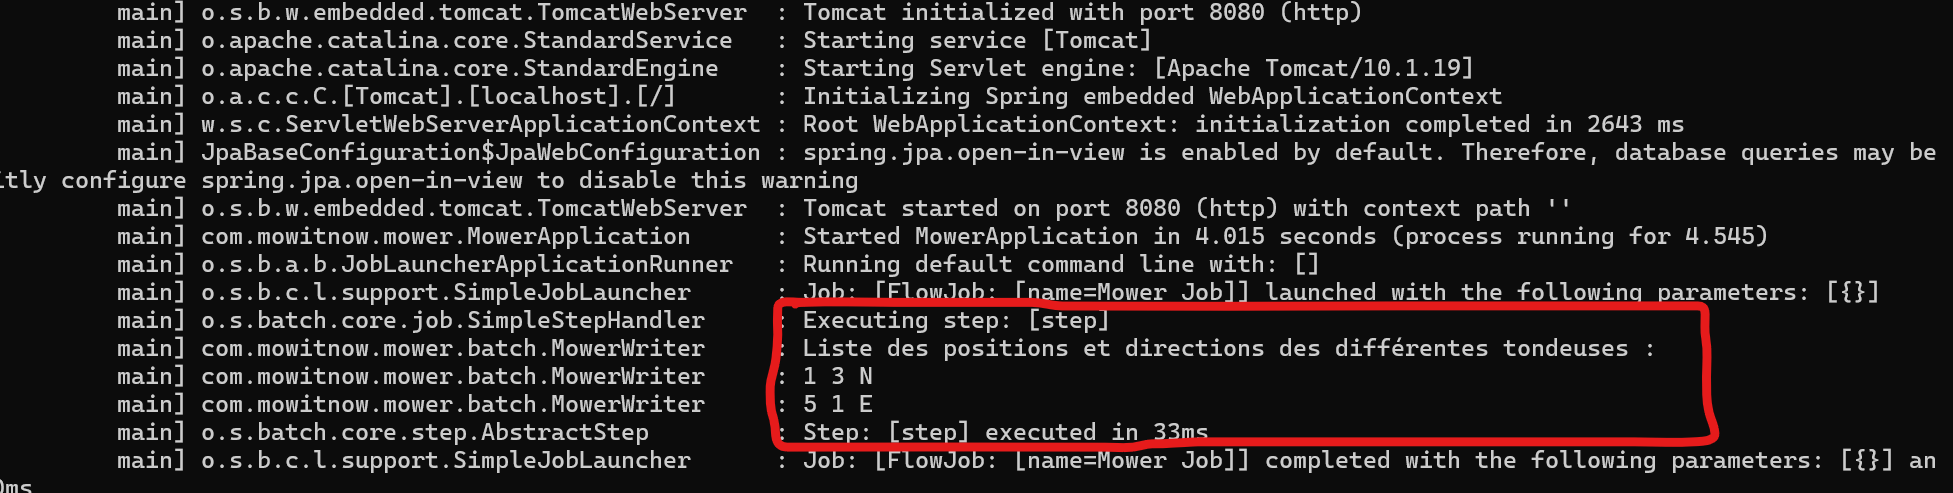 main] o.s.b.w.embedded.tomcat.TomcatWebServer  : Tomcat initialized with port 8080 (http)
main] o.apache.catalina.core.StandardService   : Starting service [Tomcat]
main] o.apache.catalina.core.StandardEngine    : Starting Servlet engine: [Apache Tomcat/10.1.19]
main] o.a.c.c.C.[Tomcat].[localhost].[/]       : Initializing Spring embedded WebApplicationContext
main] w.s.c.ServletWebServerApplicationContext : Root WebApplicationContext: initialization completed in 2643 ms
main] JpaBaseConfiguration$JpaWebConfiguration : spring.jpa.open-in-view is enabled by default. Therefore, database queries may be
itly configure spring.jpa.open-in-view to disable this warning
main] o.s.b.w.embedded.tomcat.TomcatWebServer  : Tomcat started on port 8080 (http) with context path ''
main] com.mowitnow.mower.MowerApplication      : Started MowerApplication in 4.015 seconds (process running for 4.545)
main] o.s.b.a.b.JobLauncherApplicationRunner   : Running default command line with: []
main] o.s.b.c.l.support.SimpleJobLauncher      : Job: [FlowJob: [name=Mower Job]] launched with the following parameters: [{}]
main] o.s.batch.core.job.SimpleStepHandler     : Executing step: [step]
main] com.mowitnow.mower.batch.MowerWriter     : Liste des positions et directions des différentes tondeuses :
main] com.mowitnow.mower.batch.MowerWriter     : 1 3 N
main] com.mowitnow.mower.batch.MowerWriter     : 5 1 E
main] o.s.batch.core.step.AbstractStep         : Step: [step] executed in 33ms
main] o.s.b.c.l.support.SimpleJobLauncher      : Job: [FlowJob: [name=Mower Job]] completed with the following parameters: [{}] an
0ms